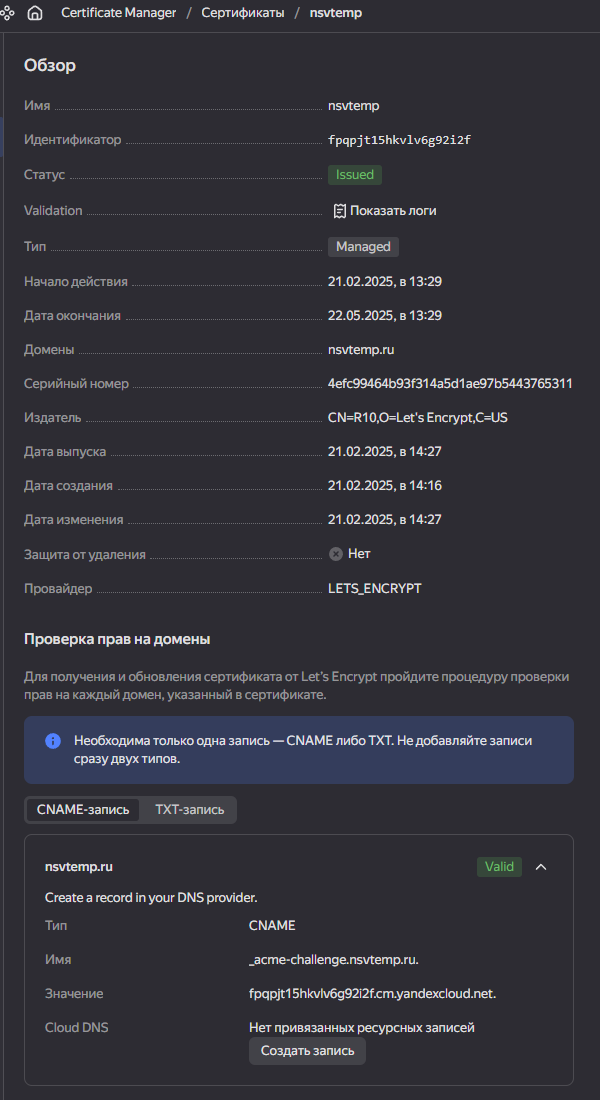 Certificate Manager / Сертификаты / nsvtemp
Обзор
Имя nsvtemp
Идентификатор fpqpjt15hkvlv6g92i2f
Статус Issued
Validation Показать логи
Тип Managed
Начало действия 21.02.2025, в 13:29
Дата окончания 22.05.2025, в 13:29
Домены nsvtemp.ru
Серийный номер 4efc99464b93f314a5d1ae97b5443765311
Издатель CN=R10,O=Let's Encrypt,C=US
Дата выпуска 21.02.2025, в 14:27
Дата создания 21.02.2025, в 14:16
Дата изменения 21.02.2025, в 14:27
Защита от удаления Нет
Провайдер LETS_ENCRYPT
Проверка прав на домены
Для получения и обновления сертификата от Let’s Encrypt пройдите процедуру проверки
прав на каждый домен, указанный в сертификате.
Необходима только одна запись — CNAME либо TXT. Не добавляйте записи
сразу двух типов.
CNAME-запись TXT-запись
nsvtemp.ru Valid
Create a record in your DNS provider.
Тип CNAME
Имя _acme-challenge.nsvtemp.ru.
Значение fpqpjt15hkvlv6g92i2f.cm.yandexcloud.net.
Cloud DNS Нет привязанных ресурсных записей
Создать запись